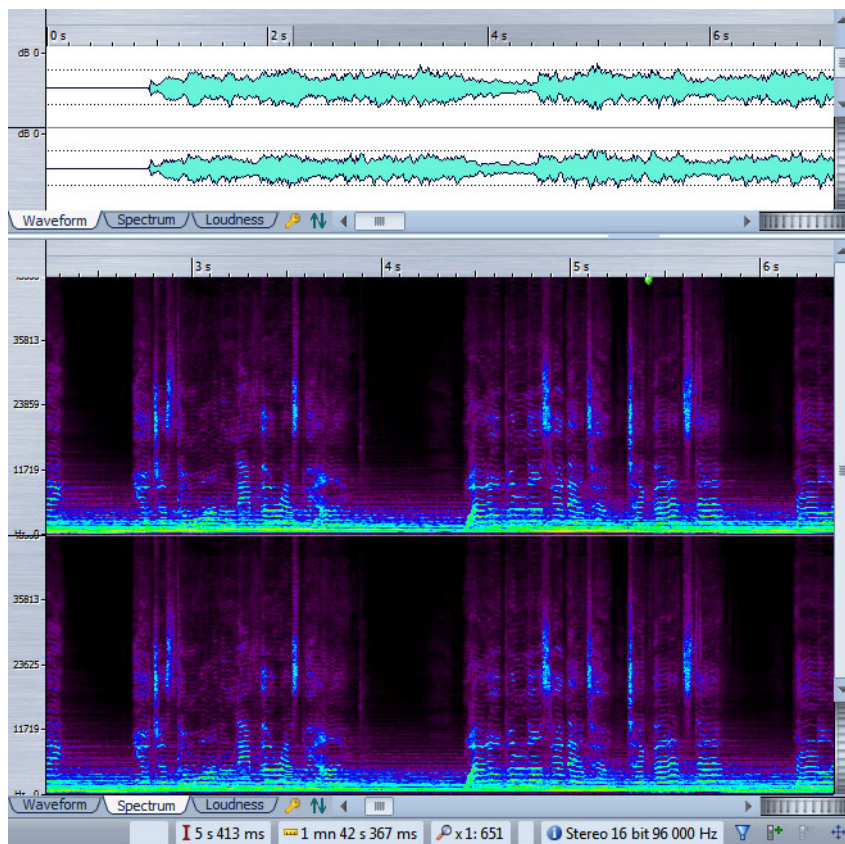 0 s 2 s 4 s 6 s
dB 0
dB 0
Waveform Spectrum Loudness
3 s 4 s 5 s 6 s
35813
23859
11719
Hz 0
35813
23625
11719
Hz 0
Waveform Spectrum Loudness
5 s 413 ms 1 mn 42 s 367 ms x 1: 651 Stereo 16 bit 96 000 Hz